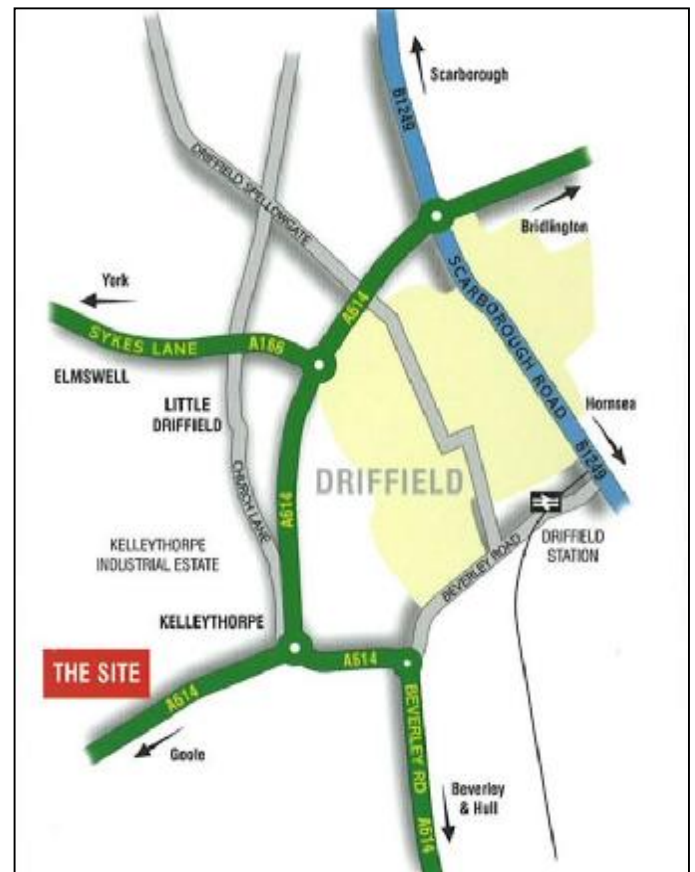 Scarborough
B1249
DRIFFIELD SPELLOWGATE
Bridlington
York
A614
SCARBOROUGH ROAD
SYKES LANE
A166
ELMSWELL
LITTLE
DRIFFIELD
Hornsea
CHURCH LANE
A614
DRIFFIELD
B1249
KELLEYTHORPE
INDUSTRIAL ESTATE
BEVERLEY ROAD
DRIFFIELD
STATION
KELLEYTHORPE
THE SITE
A614
A614
Goole
BEVERLEY RD
Beverley
& Hull
A614